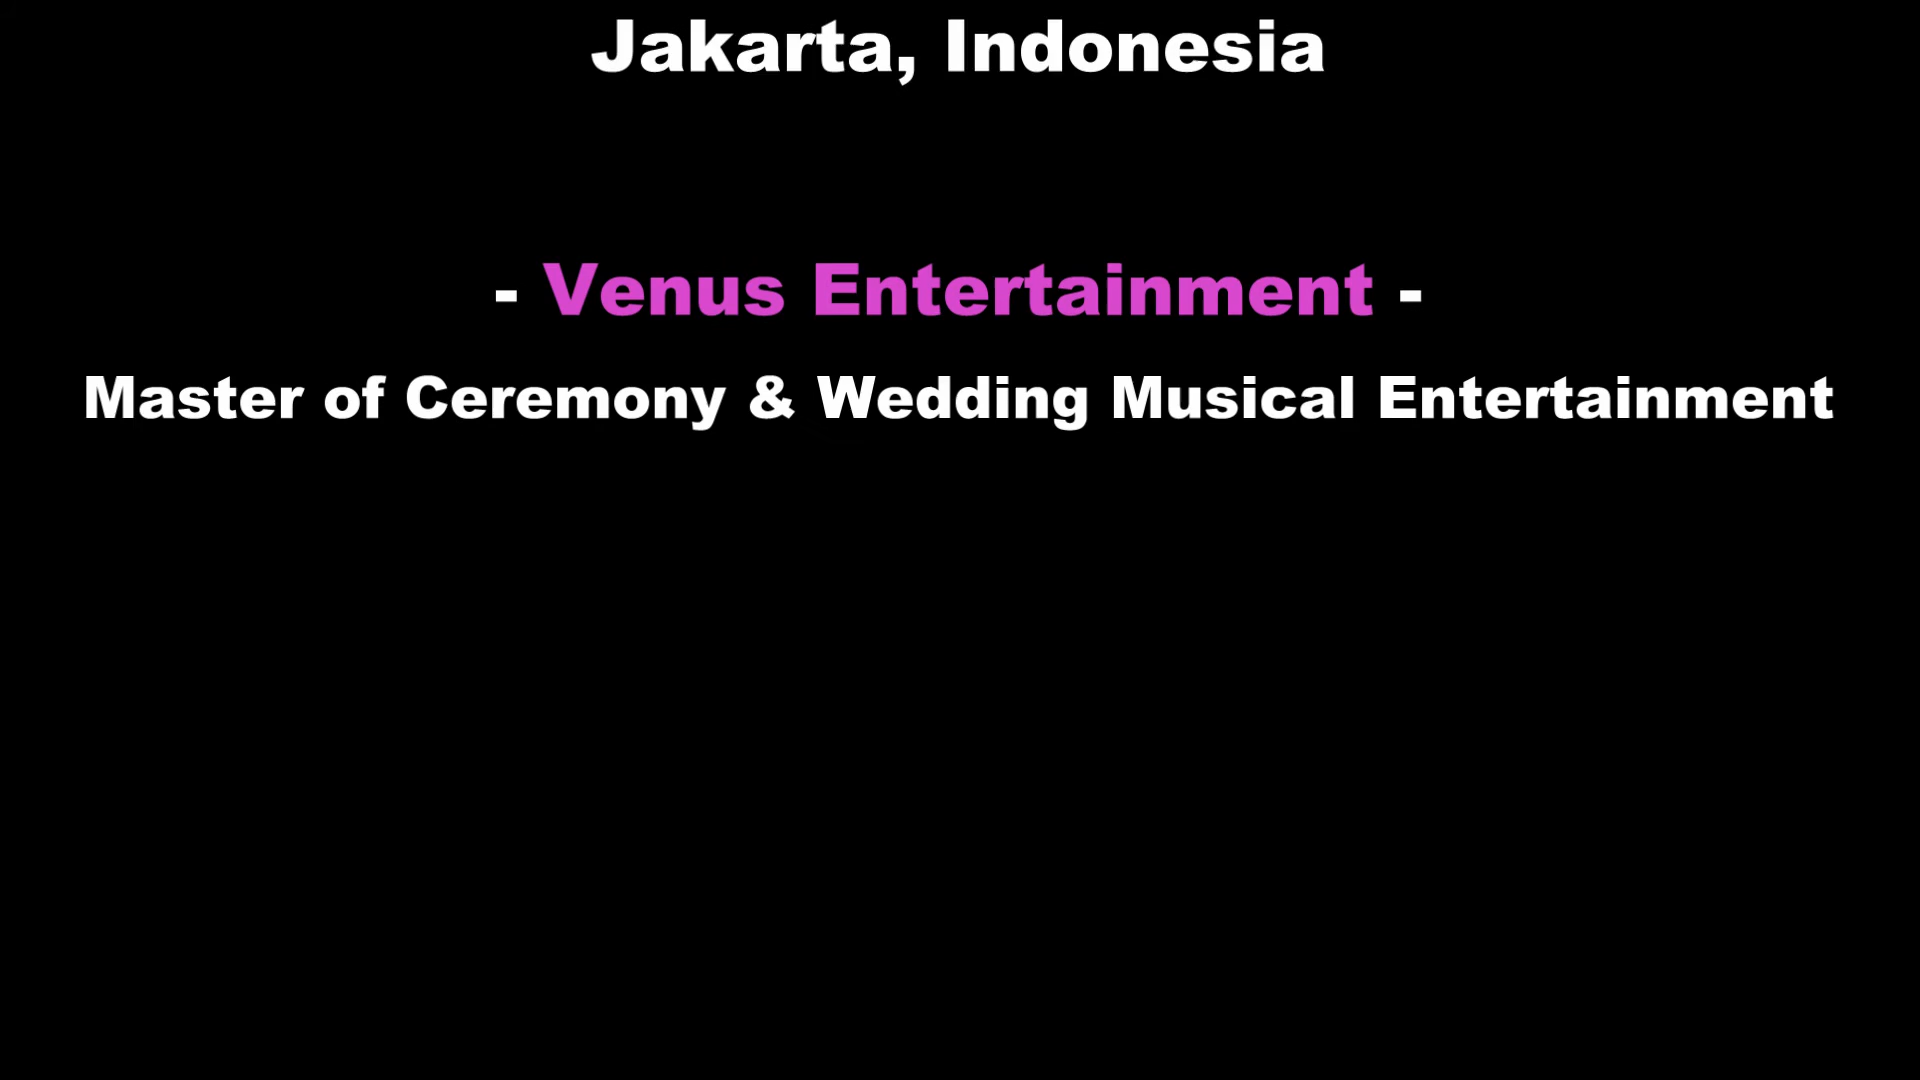 Jakarta, Indonesia
- Venus Entertainment -
Master of Ceremony & Wedding Musical Entertainment